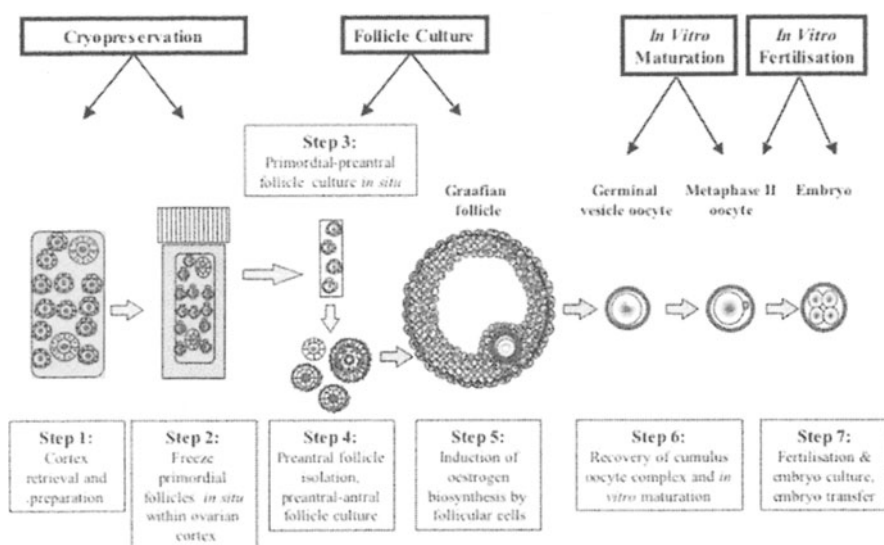 Cryopreservation
Follicle Culture
In Vitro
Maturation
In Vitro
Fertilisation
Step 3:
Primordial-preantral
follicle culture in situ
Graafian
follicle
Germinal
vesicle oocyte
Metaphase II
oocyte
Embryo
Step 1:
Cortex
retrieval and
preparation
Step 2:
Freeze
primordial
follicles in situ
within ovarian
cortex
Step 4:
Preantral follicle
isolation,
preantral-antral
follicle culture
Step 5:
Induction of
oestrogen
biosynthesis by
follicular cells
Step 6:
Recovery of cumulus
oocyte complex and in
vitro maturation
Step 7:
Fertilisation &
embryo culture,
embryo transfer